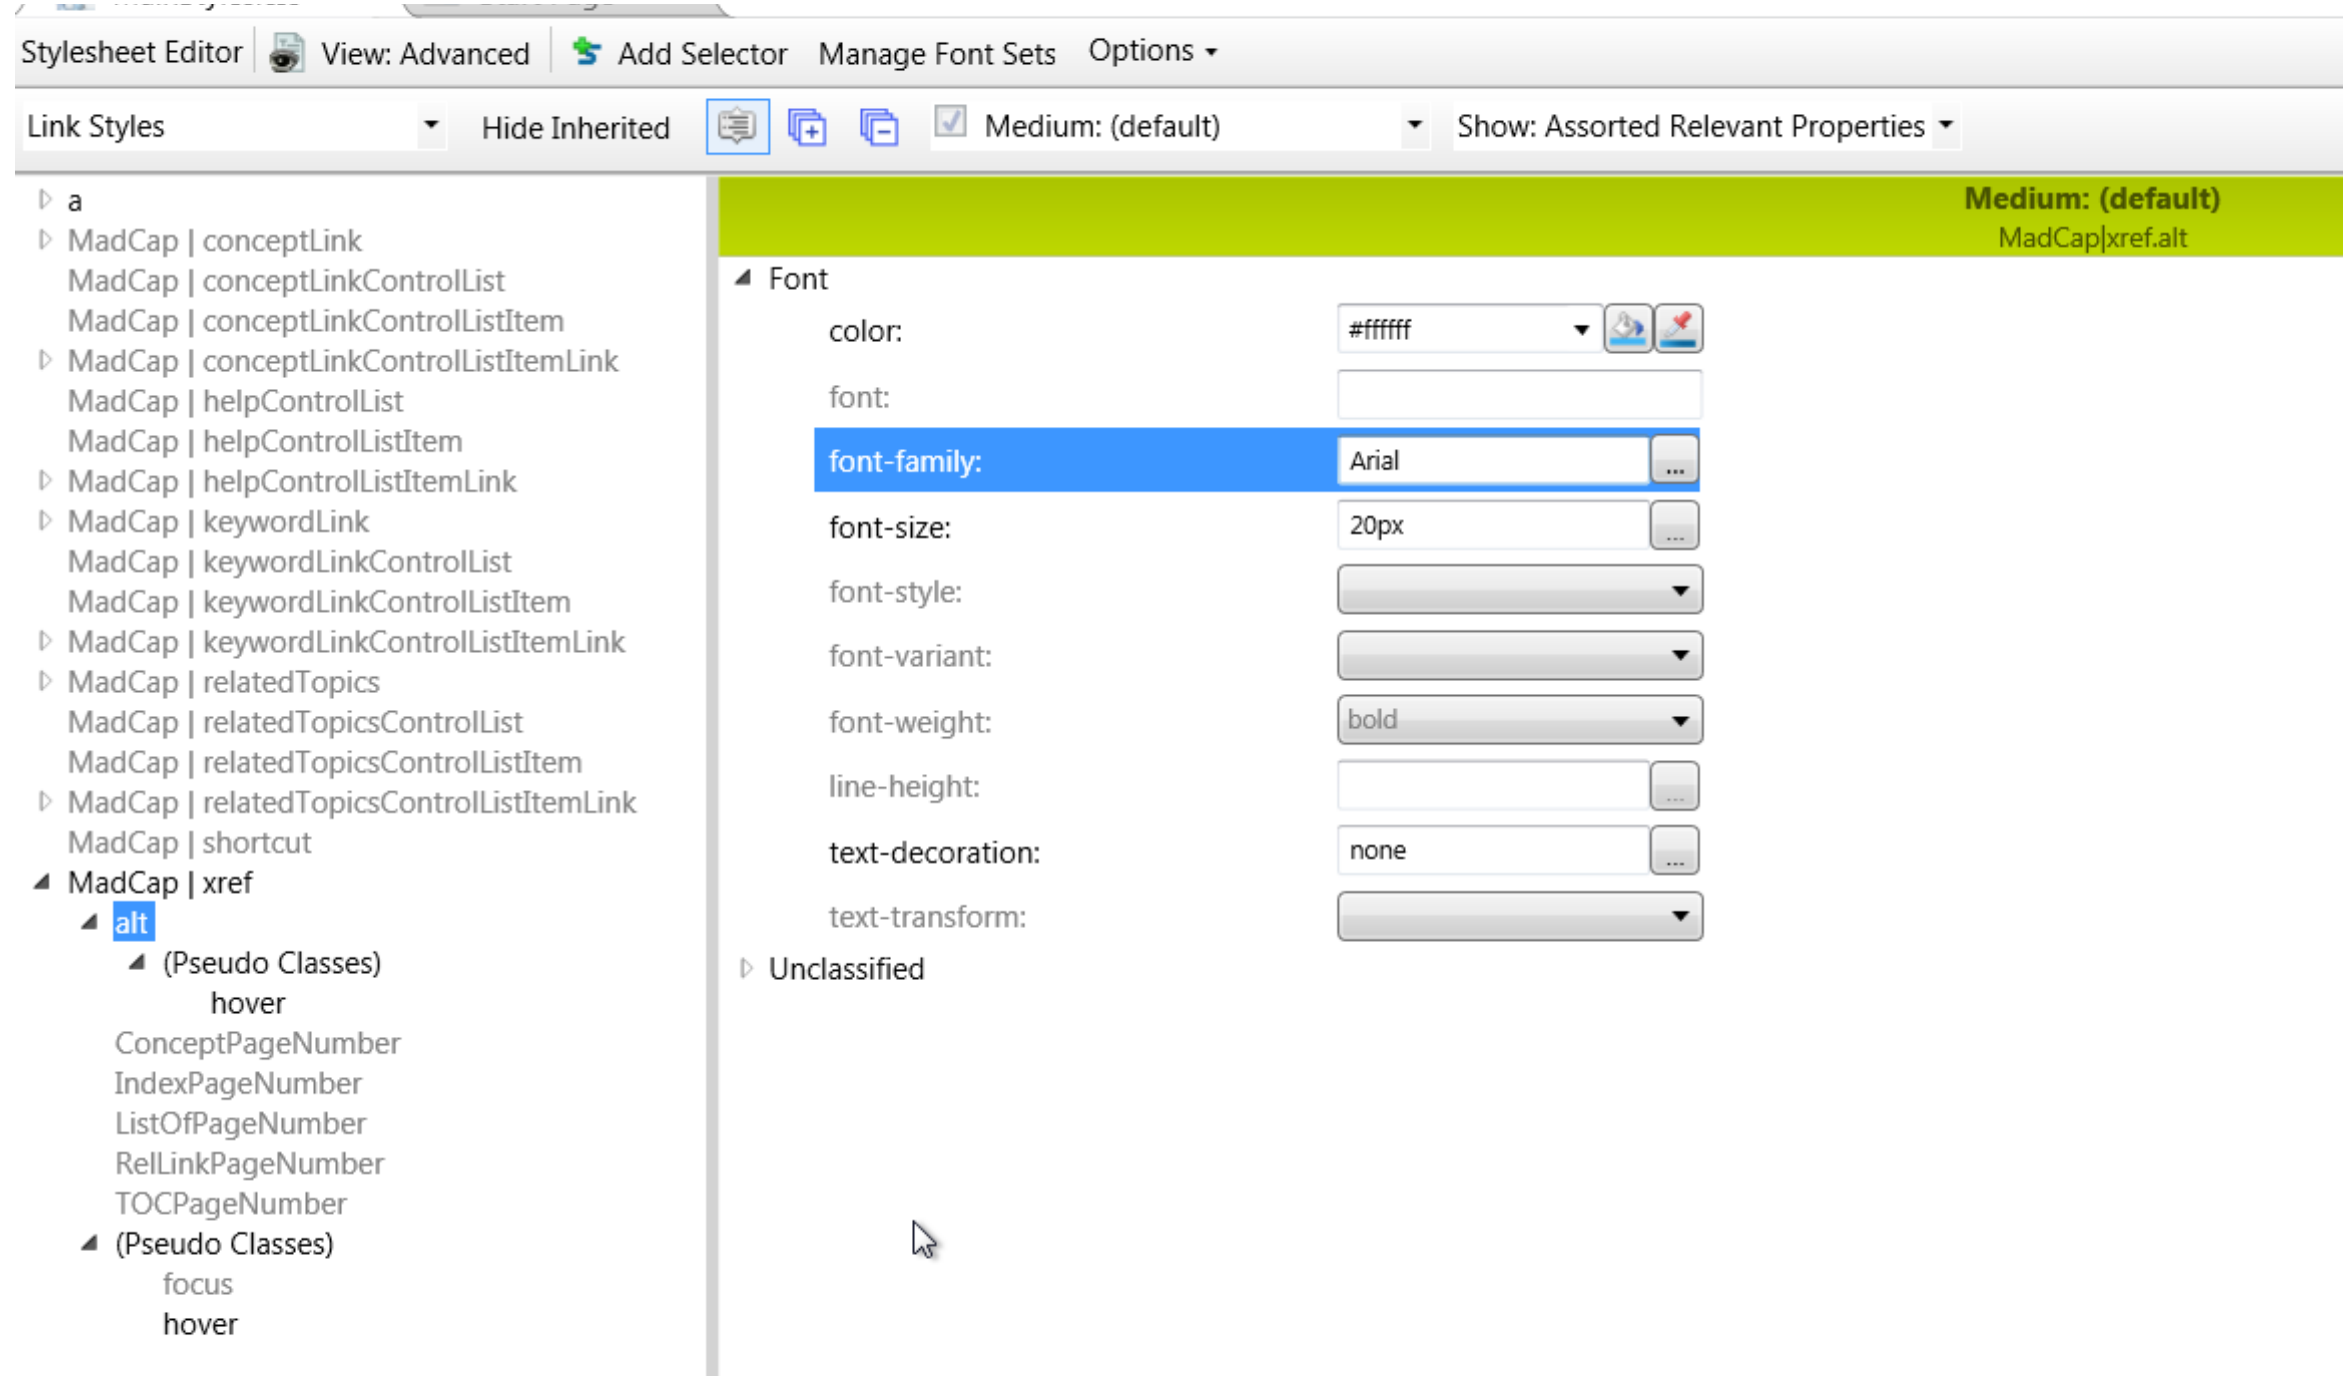 Stylesheet Editor View: Advanced Add Selector Manage Font Sets Options
Link Styles Hide Inherited Medium: (default) Show: Assorted Relevant Properties
a
MadCap | conceptLink
MadCap | conceptLinkControlList
MadCap | conceptLinkControlListItem
MadCap | conceptLinkControlListItemLink
MadCap | helpControlList
MadCap | helpControlListItem
MadCap | helpControlListItemLink
MadCap | keywordLink
MadCap | keywordLinkControlList
MadCap | keywordLinkControlListItem
MadCap | keywordLinkControlListItemLink
MadCap | relatedTopics
MadCap | relatedTopicsControlList
MadCap | relatedTopicsControlListItem
MadCap | relatedTopicsControlListItemLink
MadCap | shortcut
MadCap | xref
alt
(Pseudo Classes)
hover
ConceptPageNumber
IndexPageNumber
ListOfPageNumber
RelLinkPageNumber
TOCPageNumber
(Pseudo Classes)
focus
hover
Medium: (default)
MadCap|xref.alt
Font
color: #ffffff
font:
font-family: Arial ...
font-size: 20px ...
font-style:
font-variant:
font-weight: bold
line-height: ...
text-decoration: none ...
text-transform:
Unclassified